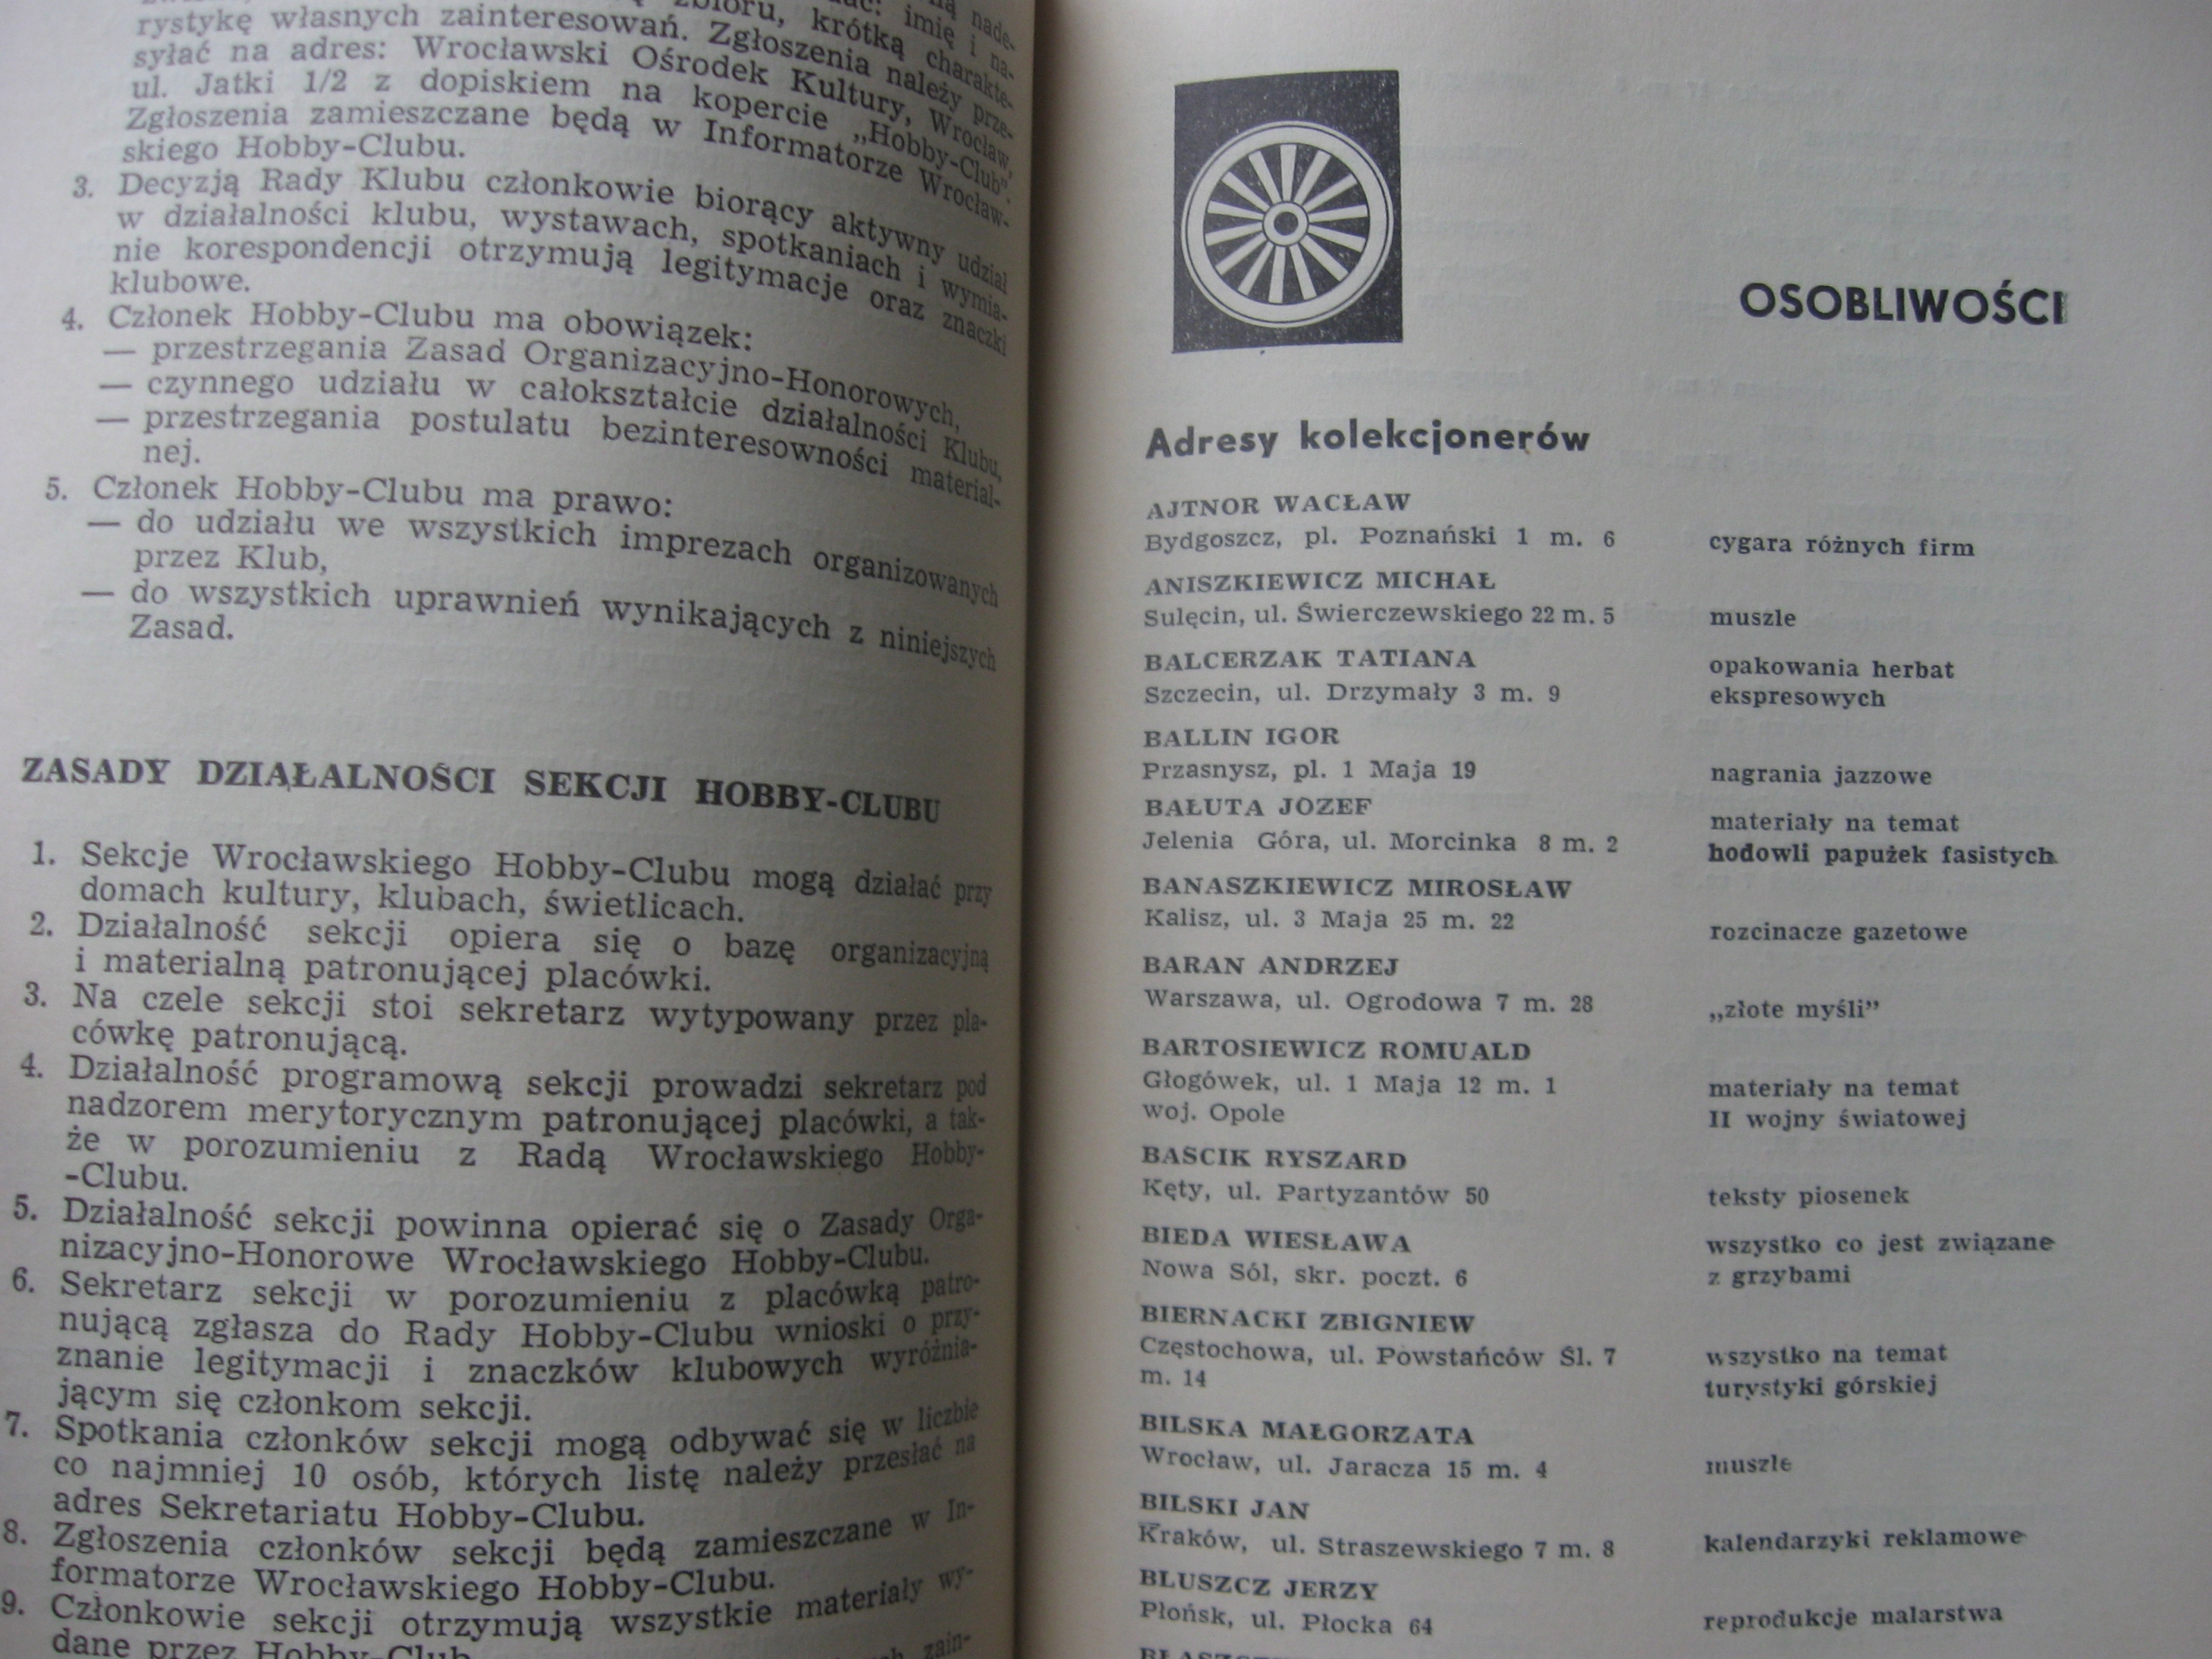 zbioru, krótką charakte-
rystykę własnych zainteresowań. Zgłoszenia należy prze-
syłać na adres: Wrocławski Ośrodek Kultury, Wrocław,
ul. Jatki 1/2 z dopiskiem na kopercie „Hobby-Club".
Zgłoszenia zamieszczane będą w Informatorze Wrocław-
skiego Hobby-Clubu.
3. Decyzją Rady Klubu członkowie biorący aktywny udział
w działalności klubu, wystawach, spotkaniach i wymia-
nie korespondencji otrzymują legitymacje oraz znaczki
klubowe.
4. Członek Hobby-Clubu ma obowiązek:
— przestrzegania Zasad Organizacyjno-Honorowych,
— czynnego udziału w całokształcie działalności Klubu,
— przestrzegania postulatu bezinteresowności material-
nej.
5. Członek Hobby-Clubu ma prawo:
— do udziału we wszystkich imprezach organizowanych
przez Klub,
— do wszystkich uprawnień wynikających z niniejszych
Zasad.
ZASADY DZIAŁALNOŚCI SEKCJI HOBBY-CLUBU
1. Sekcje Wrocławskiego Hobby-Clubu mogą działać przy
domach kultury, klubach, świetlicach.
2. Działalność sekcji opiera się o bazę organizacyjną
i materialną patronującej placówki.
3. Na czele sekcji stoi sekretarz wytypowany przez pla-
cówkę patronującą.
4. Działalność programową sekcji prowadzi sekretarz pod
nadzorem merytorycznym patronującej placówki, a tak-
że w porozumieniu z Radą Wrocławskiego Hobby-
-Clubu.
5. Działalność sekcji powinna opierać się o Zasady Orga-
nizacyjno-Honorowe Wrocławskiego Hobby-Clubu.
6. Sekretarz sekcji w porozumieniu z placówką patro-
nującą zgłasza do Rady Hobby-Clubu wnioski o przy-
znanie legitymacji i znaczków klubowych wyróżnia-
jącym się członkom sekcji.
7. Spotkania członków sekcji mogą odbywać się w liczbie
co najmniej 10 osób, których listę należy przesłać na
adres Sekretariatu Hobby-Clubu.
8. Zgłoszenia członków sekcji będą zamieszczane w In-
formatorze Wrocławskiego Hobby-Clubu.
9. Członkowie sekcji otrzymują wszystkie materiały wy-
dane przez Hobby-Club
OSOBLIWOŚCI
Adresy kolekcjonerów
AJTNOR WACŁAW
Bydgoszcz, pl. Poznański 1 m. 6 cygara różnych firm
ANISZKIEWICZ MICHAŁ
Sulęcin, ul. Świerczewskiego 22 m. 5 muszle
BALCERZAK TATIANA opakowania herbat
Szczecin, ul. Drzymały 3 m. 9 ekspresowych
BALLIN IGOR
Przasnysz, pl. 1 Maja 19 nagrania jazzowe
BAŁUTA JOZEF materiały na temat
Jelenia Góra, ul. Morcinka 8 m. 2 hodowli papużek fasistych
BANASZKIEWICZ MIROSŁAW
Kalisz, ul. 3 Maja 25 m. 22 rozcinacze gazetowe
BARAN ANDRZEJ
Warszawa, ul. Ogrodowa 7 m. 28 „złote myśli"
BARTOSIEWICZ ROMUALD
Głogówek, ul. 1 Maja 12 m. 1 materiały na temat
woj. Opole II wojny światowej
BASCIK RYSZARD
Kęty, ul. Partyzantów 50 teksty piosenek
BIEDA WIESŁAWA wszystko co jest związane
Nowa Sól, skr. poczt. 6 z grzybami
BIERNACKI ZBIGNIEW
Częstochowa, ul. Powstańców Śl. 7 wszystko na temat
m. 14 turystyki górskiej
BILSKA MAŁGORZATA
Wrocław, ul. Jaracza 15 m. 4 muszle
BILSKI JAN
Kraków, ul. Straszewskiego 7 m. 8 kalendarzyki reklamowe
BLUSZCZ JERZY
Płońsk, ul. Płocka 64 reprodukcje malarstwa